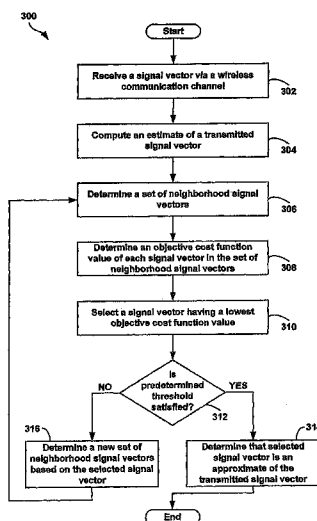 300
Start
Receive a signal vector via a wireless
communication channel
302
Compute an estimate of a transmitted
signal vector
304
Determine a set of neighborhood signal
vectors
306
Determine an objective cost function
value of each signal vector in the set of
neighborhood signal vectors
308
Select a signal vector having a lowest
objective cost function value
310
Is
predetermined
threshold
satisfied?
312
NO
YES
316
Determine a new set of
neighborhood signal vectors
based on the selected signal
vector
Determine that selected
signal vector is an
approximate of the
transmitted signal vector
End